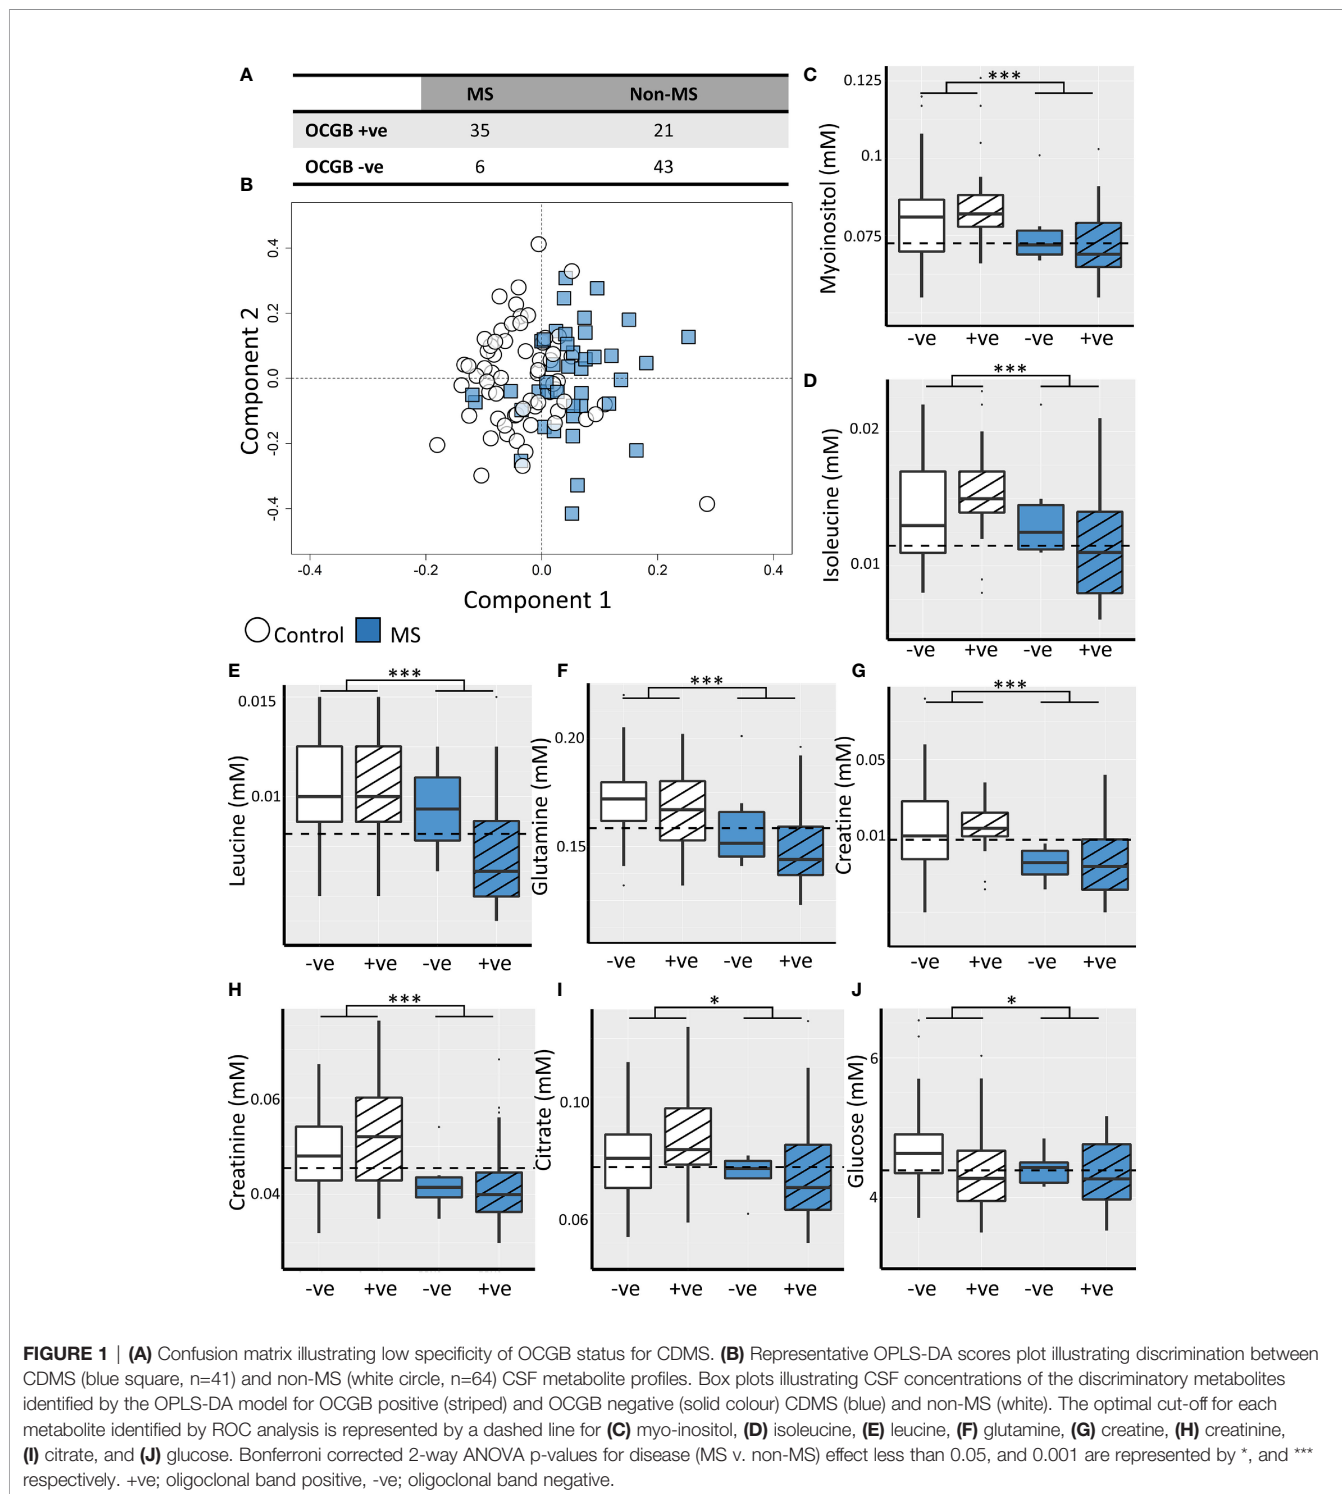 A
MS Non-MS
OCGB +ve 35 21
OCGB -ve 6 43
B
Component 2
0.4
0.2
0.0
-0.2
-0.4
-0.4 -0.2 0.0 0.2 0.4
Component 1
Control MS
C
***
Myoinositol (mM)
0.125
0.1
0.075
-ve +ve -ve +ve
D
***
Isoleucine (mM)
0.02
0.01
-ve +ve -ve +ve
E
***
Leucine (mM)
0.015
0.01
-ve +ve -ve +ve
F
***
Glutamine (mM)
0.20
0.15
-ve +ve -ve +ve
G
***
Creatine (mM)
0.05
0.01
-ve +ve -ve +ve
H
***
Creatinine (mM)
0.06
0.04
-ve +ve -ve +ve
I
*
Citrate (mM)
0.10
0.06
-ve +ve -ve +ve
J
*
Glucose (mM)
6
4
-ve +ve -ve +ve
FIGURE 1 | (A) Confusion matrix illustrating low specificity of OCGB status for CDMS. (B) Representative OPLS-DA scores plot illustrating discrimination between
CDMS (blue square, n=41) and non-MS (white circle, n=64) CSF metabolite profiles. Box plots illustrating CSF concentrations of the discriminatory metabolites
identified by the OPLS-DA model for OCGB positive (striped) and OCGB negative (solid colour) CDMS (blue) and non-MS (white). The optimal cut-off for each
metabolite identified by ROC analysis is represented by a dashed line for (C) myo-inositol, (D) isoleucine, (E) leucine, (F) glutamine, (G) creatine, (H) creatinine,
(I) citrate, and (J) glucose. Bonferroni corrected 2-way ANOVA p-values for disease (MS v. non-MS) effect less than 0.05, and 0.001 are represented by *, and ***
respectively. +ve; oligoclonal band positive, -ve; oligoclonal band negative.